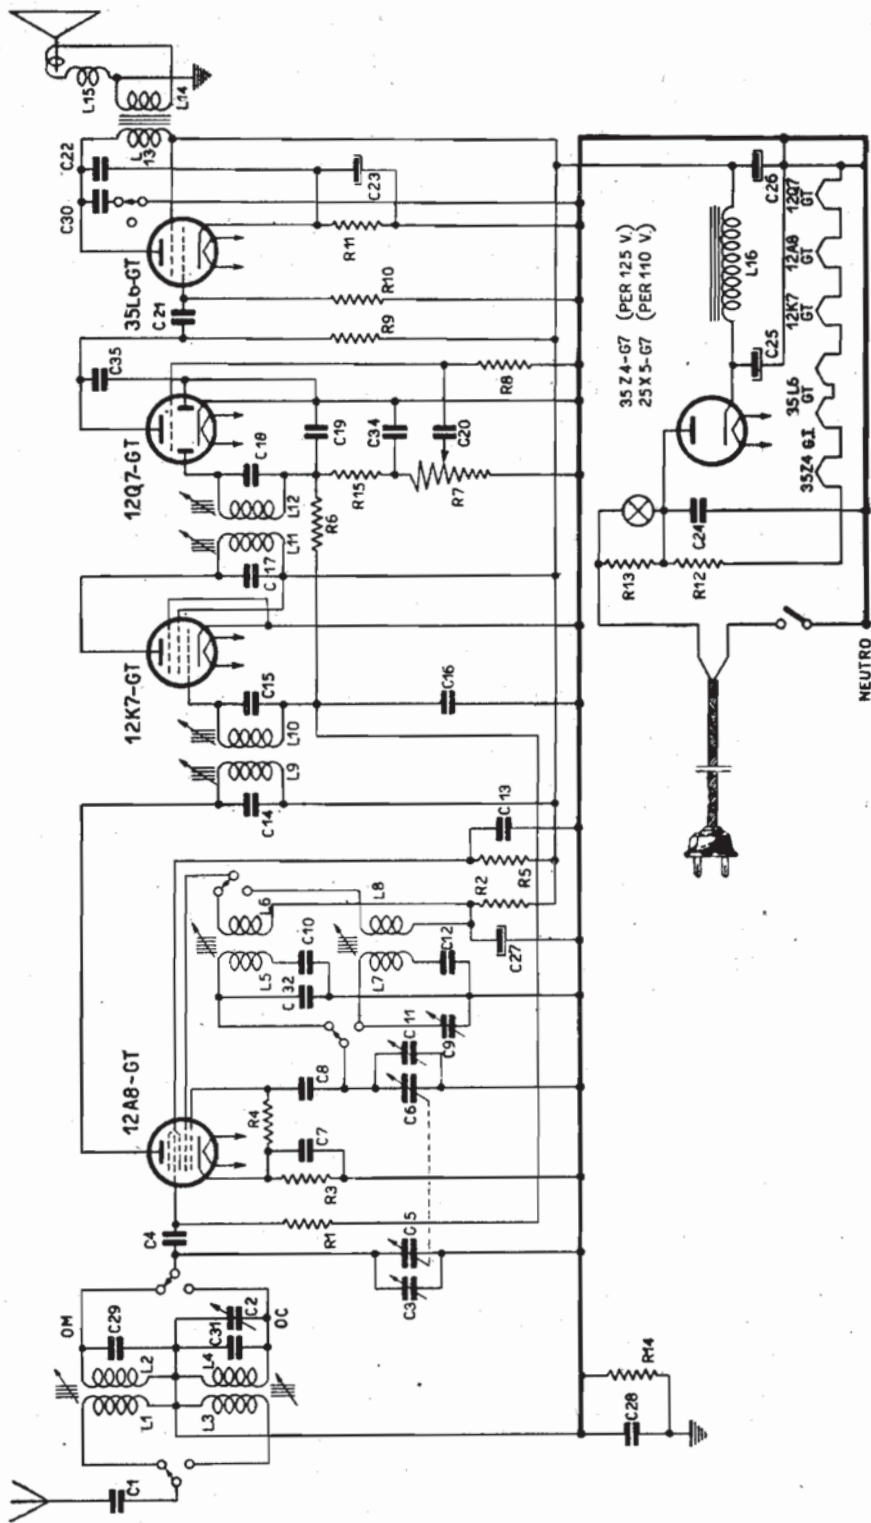 12A8-GT
12K7-GT
12Q7-GT
35L6-GT
OM
C1
L1
L2
C29
L3
L4
C31
C2
OC
C4
R1
R3
R4
C7
C8
C3
C5
C6
C11
C9
L5
L6
C32
C10
L7
L8
C12
C27
R2
R5
C13
C14
L9
L10
C15
C16
C17
L11
L12
C18
R6
C19
R15
C34
R7
C20
R8
C35
R9
C21
R10
R11
C30
C22
C23
L13
L14
L15
C28
R14
R13
R12
C24
35Z4-G7 (PER 125 V.)
25X5-G7 (PER 110 V.)
C25
L16
C26
35Z4 GT
35L6 GT
12K7 GT
12A8 GT
12Q7 GT
NEUTRO